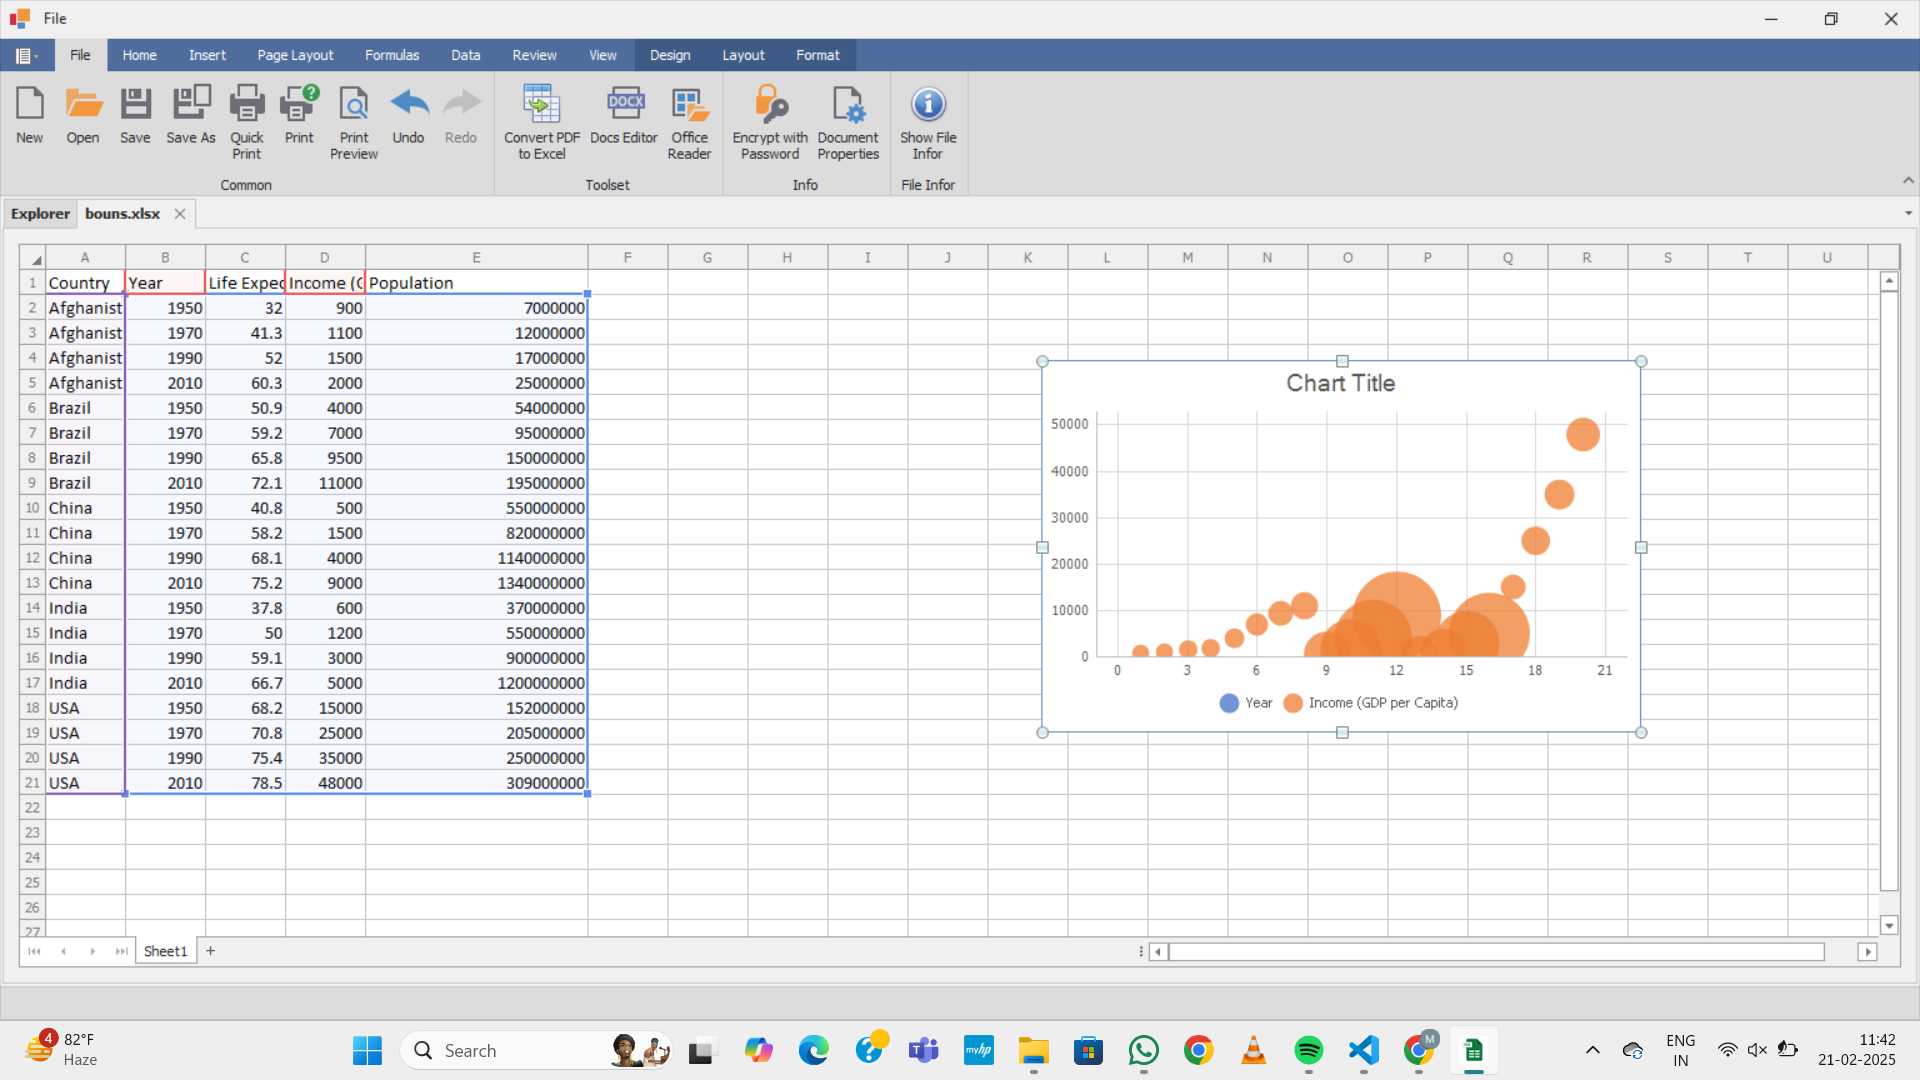 File
File Home Insert Page Layout Formulas Data Review View Design Layout Format
New Open Save Save As Quick Print Print Print Preview Undo Redo Convert PDF to Excel DOCX Docs Editor Office Reader Encrypt with Password Document Properties Show File Infor
Common Toolset Info File Infor
Explorer bouns.xlsx
A B C D E F G H I J K L M N O P Q R S T U
1 Country Year Life Expec Income (G Population
2 Afghanist 1950 32 900 7000000
3 Afghanist 1970 41.3 1100 12000000
4 Afghanist 1990 52 1500 17000000
5 Afghanist 2010 60.3 2000 25000000
6 Brazil 1950 50.9 4000 54000000
7 Brazil 1970 59.2 7000 95000000
8 Brazil 1990 65.8 9500 150000000
9 Brazil 2010 72.1 11000 195000000
10 China 1950 40.8 500 550000000
11 China 1970 58.2 1500 820000000
12 China 1990 68.1 4000 1140000000
13 China 2010 75.2 9000 1340000000
14 India 1950 37.8 600 370000000
15 India 1970 50 1200 550000000
16 India 1990 59.1 3000 900000000
17 India 2010 66.7 5000 1200000000
18 USA 1950 68.2 15000 152000000
19 USA 1970 70.8 25000 205000000
20 USA 1990 75.4 35000 250000000
21 USA 2010 78.5 48000 309000000
22
23
24
25
26
27
Chart Title
50000
40000
30000
20000
10000
0
0 3 6 9 12 15 18 21
Year Income (GDP per Capita)
Sheet1 +
4 82°F
Haze
Search
myhp
M
ENG
IN
11:42
21-02-2025